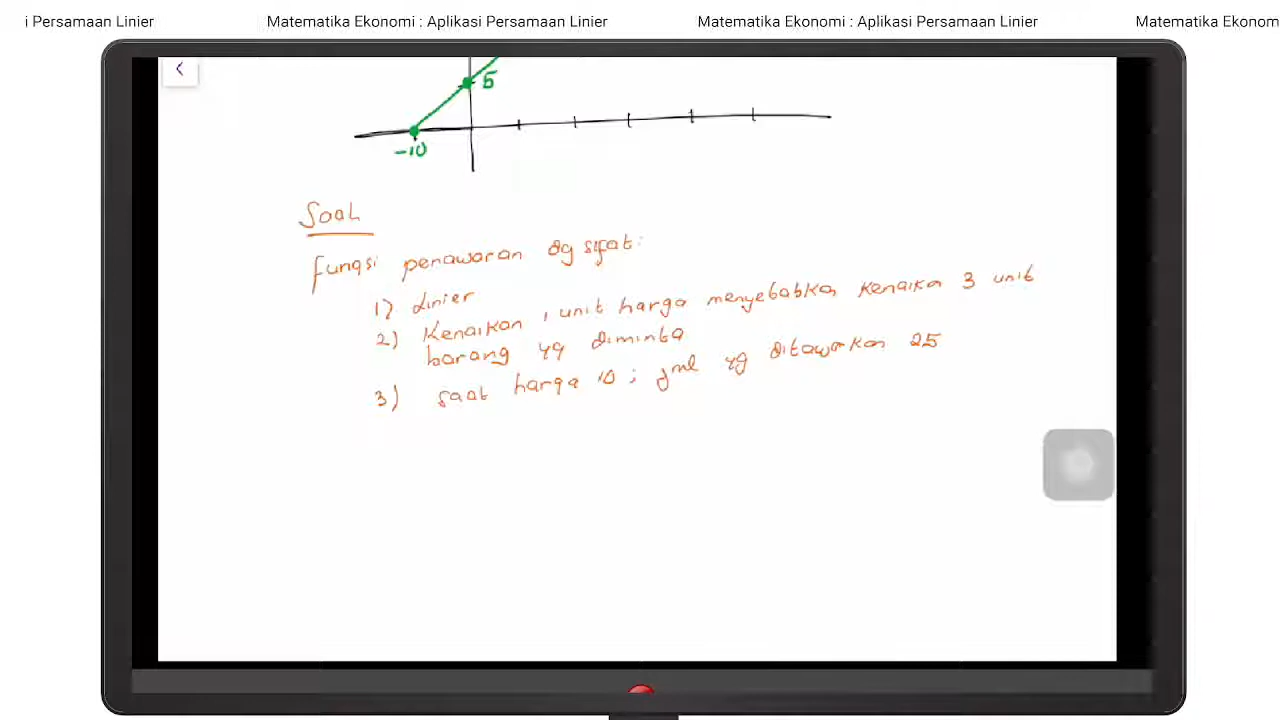 i Persamaan Linier Matematika Ekonomi : Aplikasi Persamaan Linier Matematika Ekonomi : Aplikasi Persamaan Linier Matematika Ekonom
5
-10
Soal
fungsi penawaran dg sifat:
1) Linier
2) Kenaikan 1 unit harga menyebabka kenaika 3 unit
barang yg diminta
3) saat harga 10 ; jml yg ditawarkan 25